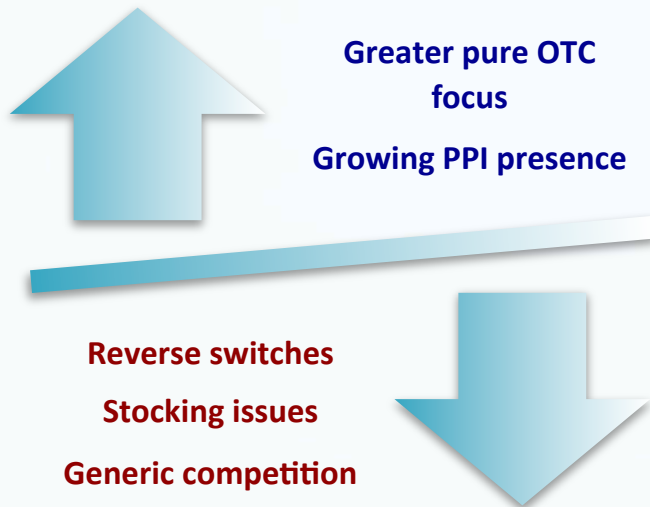 Greater pure OTC
focus
Growing PPI presence
Reverse switches
Stocking issues
Generic competition